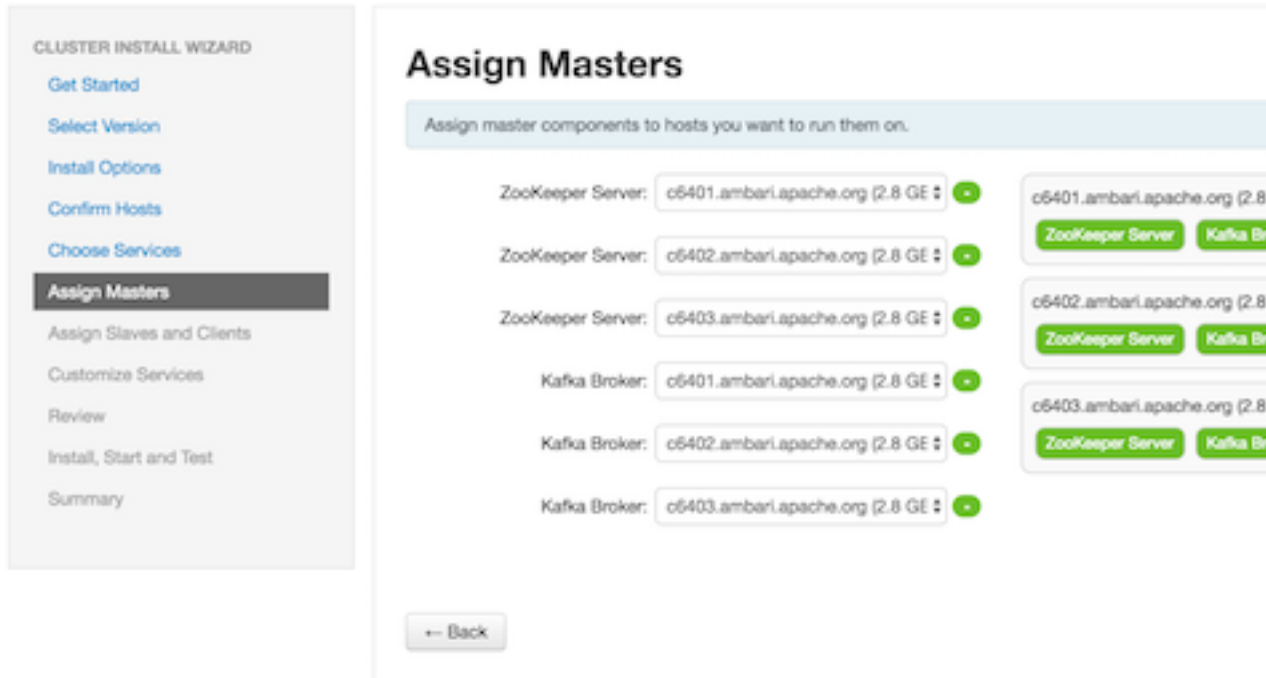 CLUSTER INSTALL WIZARD
Get Started
Select Version
Install Options
Confirm Hosts
Choose Services
Assign Masters
Assign Slaves and Clients
Customize Services
Review
Install, Start and Test
Summary
Assign Masters
Assign master components to hosts you want to run them on.
ZooKeeper Server: c6401.ambari.apache.org (2.8 GE -
ZooKeeper Server: c6402.ambari.apache.org (2.8 GE -
ZooKeeper Server: c6403.ambari.apache.org (2.8 GE -
Kafka Broker: c6401.ambari.apache.org (2.8 GE -
Kafka Broker: c6402.ambari.apache.org (2.8 GE -
Kafka Broker: c6403.ambari.apache.org (2.8 GE -
← Back
c6401.ambari.apache.org (2.8
ZooKeeper Server Kafka Br
c6402.ambari.apache.org (2.8
ZooKeeper Server Kafka Br
c6403.ambari.apache.org (2.8
ZooKeeper Server Kafka Br